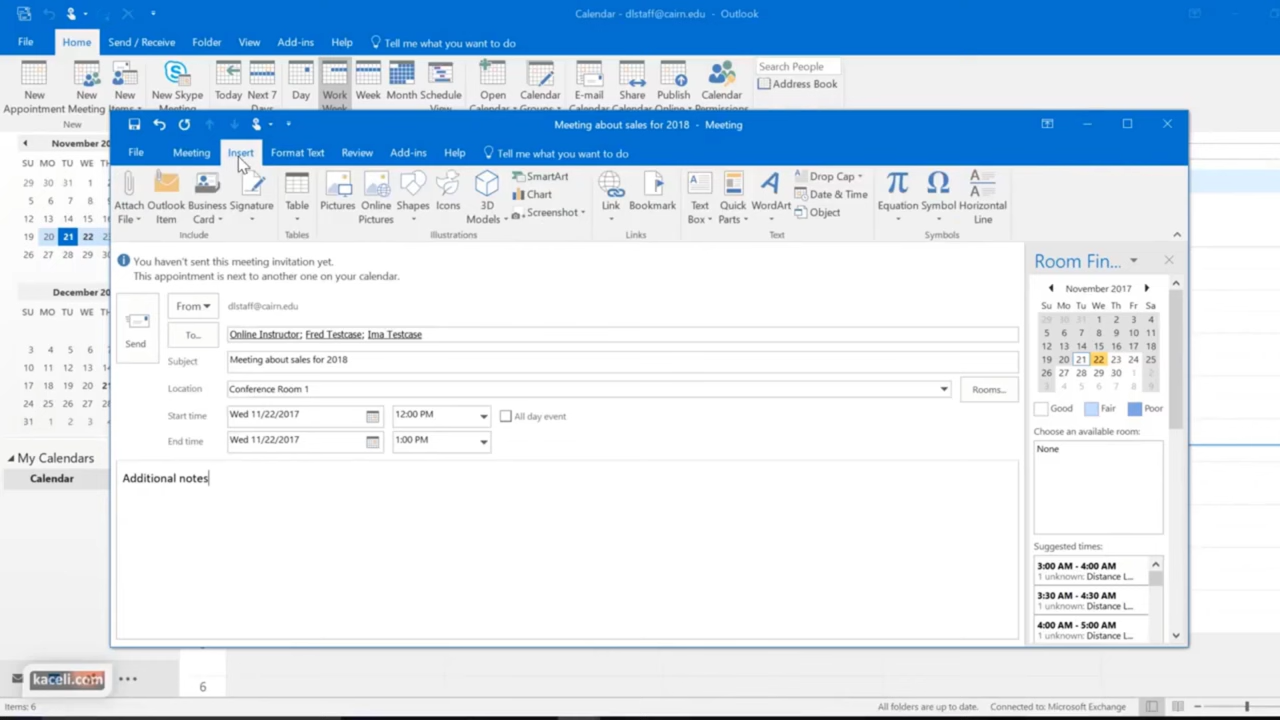 Calendar - dlstaff@cairn.edu - Outlook
File Home Send / Receive Folder View Add-ins Help Tell me what you want to do
New Appointment New Meeting New Items New Skype Meeting Today Next 7 Days Day Work Week Week Month Schedule View Open Calendar Calendar Groups E-mail Calendar Share Calendar Publish Online Calendar Permissions Search People
Address Book
New
Meeting about sales for 2018 - Meeting
File Meeting Insert Format Text Review Add-ins Help Tell me what you want to do
Attach File Outlook Item Business Card Signature Table Pictures Online Pictures Shapes Icons 3D Models SmartArt Chart Screenshot Link Bookmark Text Box Quick Parts WordArt Drop Cap Date & Time Object Equation Symbol Horizontal Line
Include Tables Illustrations Links Text Symbols
November 20
SU MO TU WE
29 30 31 1
5 6 7 8
12 13 14 15
19 20 21 22
26 27 28 29
December 20
SU MO TU WE
3 4 5 6
10 11 12 13
17 18 19 20
24 25 26 27
31 1 2 3
My Calendars
Calendar
You haven't sent this meeting invitation yet.
This appointment is next to another one on your calendar.
Send
From dlstaff@cairn.edu
To... Online Instructor; Fred Testcase; Ima Testcase
Subject Meeting about sales for 2018
Location Conference Room 1 Rooms...
Start time Wed 11/22/2017 12:00 PM All day event
End time Wed 11/22/2017 1:00 PM
Additional notes
Room Fin...
November 2017
Su Mo Tu We Th Fr Sa
29 30 31 1 2 3 4
5 6 7 8 9 10 11
12 13 14 15 16 17 18
19 20 21 22 23 24 25
26 27 28 29 30 1 2
3 4 5 6 7 8 9
Good Fair Poor
Choose an available room:
None
Suggested times:
3:00 AM - 4:00 AM
1 unknown: Distance L...
3:30 AM - 4:30 AM
1 unknown: Distance L...
4:00 AM - 5:00 AM
1 unknown: Distance L...
kaceli.com
6
Items: 6
All folders are up to date. Connected to: Microsoft Exchange